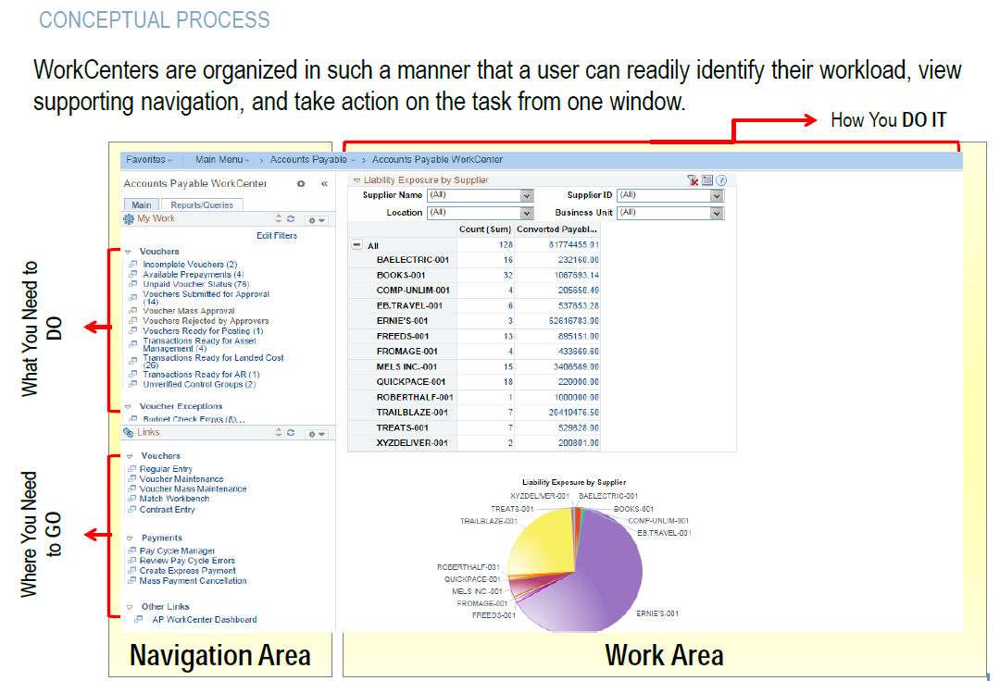 CONCEPTUAL PROCESS
WorkCenters are organized in such a manner that a user can readily identify their workload, view
supporting navigation, and take action on the task from one window.
How You DO IT
Favorites Main Menu > Accounts Payable > Accounts Payable WorkCenter
Accounts Payable WorkCenter «
Main Reports/Queries
My Work
Edit Filters
What You Need to
DO
Vouchers
Incomplete Vouchers (2)
Available Prepayments (4)
Unpaid Voucher Status (76)
Vouchers Submitted for Approval
(14)
Voucher Mass Approval
Vouchers Rejected by Approvers
Vouchers Ready for Posting (1)
Transactions Ready for Asset
Management (4)
Transactions Ready for Landed Cost
(26)
Transactions Ready for AR (1)
Unverified Control Groups (2)
Voucher Exceptions
Budget Check Errors (8)...
Links
Where You Need
to GO
Vouchers
Regular Entry
Voucher Maintenance
Voucher Mass Maintenance
Match Workbench
Contract Entry
Payments
Pay Cycle Manager
Review Pay Cycle Errors
Create Express Payment
Mass Payment Cancellation
Other Links
AP WorkCenter Dashboard
Navigation Area
Liability Exposure by Supplier ?
Supplier Name (All) Supplier ID (All)
Location (All) Business Unit (All)
Count (Sum) Converted Payabl...
All 128 81774455.01
BAELECTRIC-001 16 232160.00
BOOKS-001 32 1067693.14
COMP-UNLIM-001 4 205650.49
EB.TRAVEL-001 6 537653.28
ERNIE'S-001 3 52616783.00
FREEDS-001 13 895151.00
FROMAGE-001 4 433669.60
MELS INC.-001 15 3406589.00
QUICKPACE-001 18 229000.00
ROBERTHALF-001 1 1000000.00
TRAILBLAZE-001 7 20419476.50
TREATS-001 7 529628.00
XYZDELIVER-001 2 200801.00
Liability Exposure by Supplier
XYZDELIVER-001 BAELECTRIC-001
TREATS-001 BOOKS-001
TRAILBLAZE-001 COMP-UNLIM-001
EB.TRAVEL-001
ROBERTHALF-001
QUICKPACE-001
MELS INC.-001
FROMAGE-001
FREEDS-001 ERNIE'S-001
Work Area